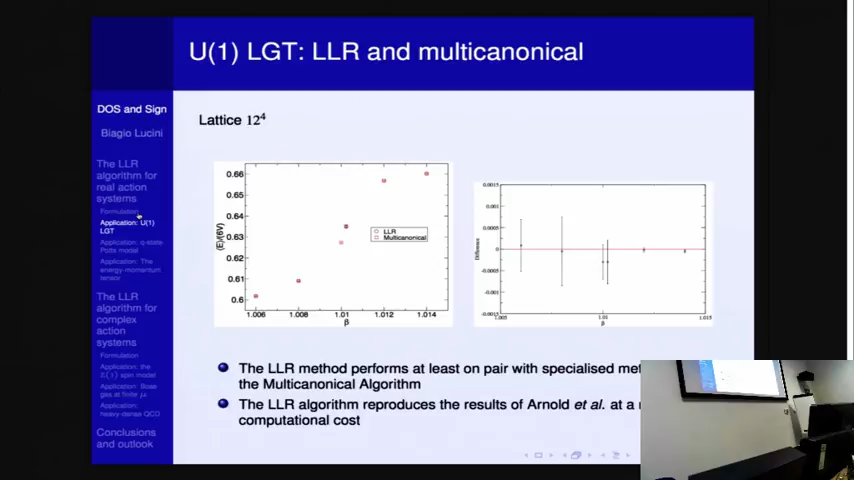 U(1) LGT: LLR and multicanonical
DOS and Sign
Biagio Lucini
The LLR
algorithm for
real action
systems
Formulation
Application: U(1)
LGT
Application: q-state
Potts model
Application: The
energy-momentum
tensor
The LLR
algorithm for
complex
action
systems
Formulation
Application: the
Z(3) spin model
Application: Bose
gas at finite μ
Application:
heavy-dense QCD
Conclusions
and outlook
Lattice 12⁴
⟨E⟩/(6V)
0.66
0.65
0.64
0.62
0.61
0.6
1.006 1.008 1.01 1.012 1.014
β
LLR
Multicanonical
Difference
0.0015
0.001
0.0005
0
-0.0005
-0.001
-0.0015
1.005 1.01 1.015
β
The LLR method performs at least on pair with specialised
the Multicanonical Algorithm
The LLR algorithm reproduces the results of Arnold et al. at a
computational cost